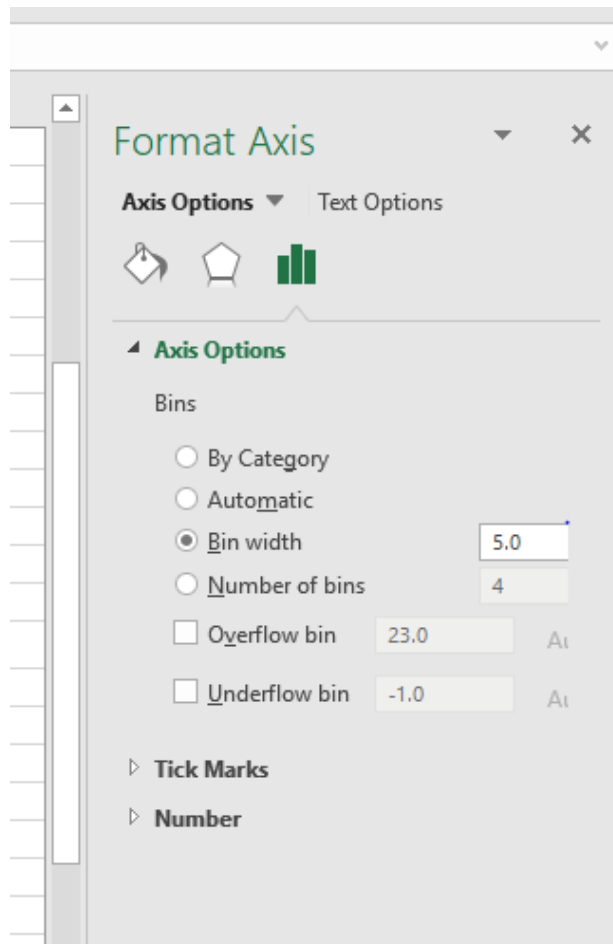 Format Axis
Axis Options Text Options
Axis Options
Bins
By Category
Automatic
Bin width 5.0
Number of bins 4
Overflow bin 23.0
Underflow bin -1.0
Tick Marks
Number